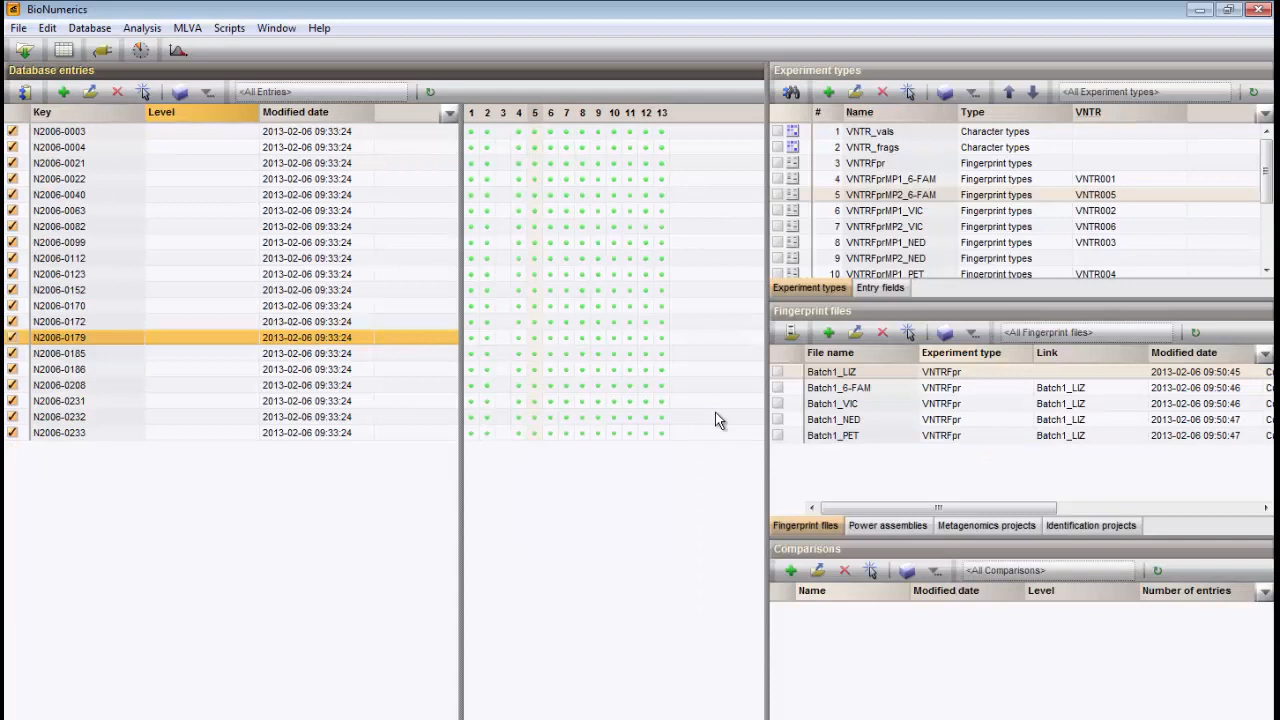 BioNumerics
File Edit Database Analysis MLVA Scripts Window Help
Database entries
<All Entries>
Key Level Modified date 1 2 3 4 5 6 7 8 9 10 11 12 13
N2006-0003 2013-02-06 09:33:24
N2006-0004 2013-02-06 09:33:24
N2006-0021 2013-02-06 09:33:24
N2006-0022 2013-02-06 09:33:24
N2006-0040 2013-02-06 09:33:24
N2006-0063 2013-02-06 09:33:24
N2006-0082 2013-02-06 09:33:24
N2006-0099 2013-02-06 09:33:24
N2006-0112 2013-02-06 09:33:24
N2006-0123 2013-02-06 09:33:24
N2006-0152 2013-02-06 09:33:24
N2006-0170 2013-02-06 09:33:24
N2006-0172 2013-02-06 09:33:24
N2006-0179 2013-02-06 09:33:24
N2006-0185 2013-02-06 09:33:24
N2006-0186 2013-02-06 09:33:24
N2006-0208 2013-02-06 09:33:24
N2006-0231 2013-02-06 09:33:24
N2006-0232 2013-02-06 09:33:24
N2006-0233 2013-02-06 09:33:24
Experiment types
<All Experiment types>
# Name Type VNTR
1 VNTR_vals Character types
2 VNTR_frags Character types
3 VNTRFpr Fingerprint types
4 VNTRFprMP1_6-FAM Fingerprint types VNTR001
5 VNTRFprMP2_6-FAM Fingerprint types VNTR005
6 VNTRFprMP1_VIC Fingerprint types VNTR002
7 VNTRFprMP2_VIC Fingerprint types VNTR006
8 VNTRFprMP1_NED Fingerprint types VNTR003
9 VNTRFprMP2_NED Fingerprint types
10 VNTRFprMP1_PET Fingerprint types VNTR004
Experiment types Entry fields
Fingerprint files
<All Fingerprint files>
File name Experiment type Link Modified date
Batch1_LIZ VNTRFpr 2013-02-06 09:50:45
Batch1_6-FAM VNTRFpr Batch1_LIZ 2013-02-06 09:50:46
Batch1_VIC VNTRFpr Batch1_LIZ 2013-02-06 09:50:46
Batch1_NED VNTRFpr Batch1_LIZ 2013-02-06 09:50:47
Batch1_PET VNTRFpr Batch1_LIZ 2013-02-06 09:50:47
Fingerprint files Power assemblies Metagenomics projects Identification projects
Comparisons
<All Comparisons>
Name Modified date Level Number of entries